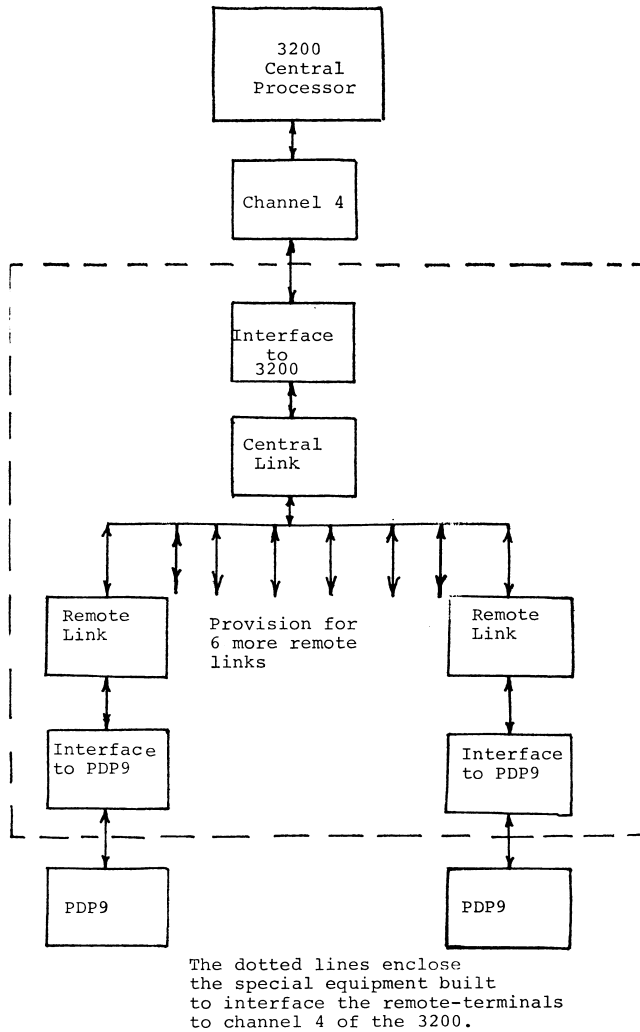 3200
Central
Processor
Channel 4
Interface
to
3200
Central
Link
Remote
Link
Provision for
6 more remote
links
Remote
Link
Interface
to PDP9
Interface
to PDP9
PDP9
PDP9
The dotted lines enclose
the special equipment built
to interface the remote-terminals
to channel 4 of the 3200.